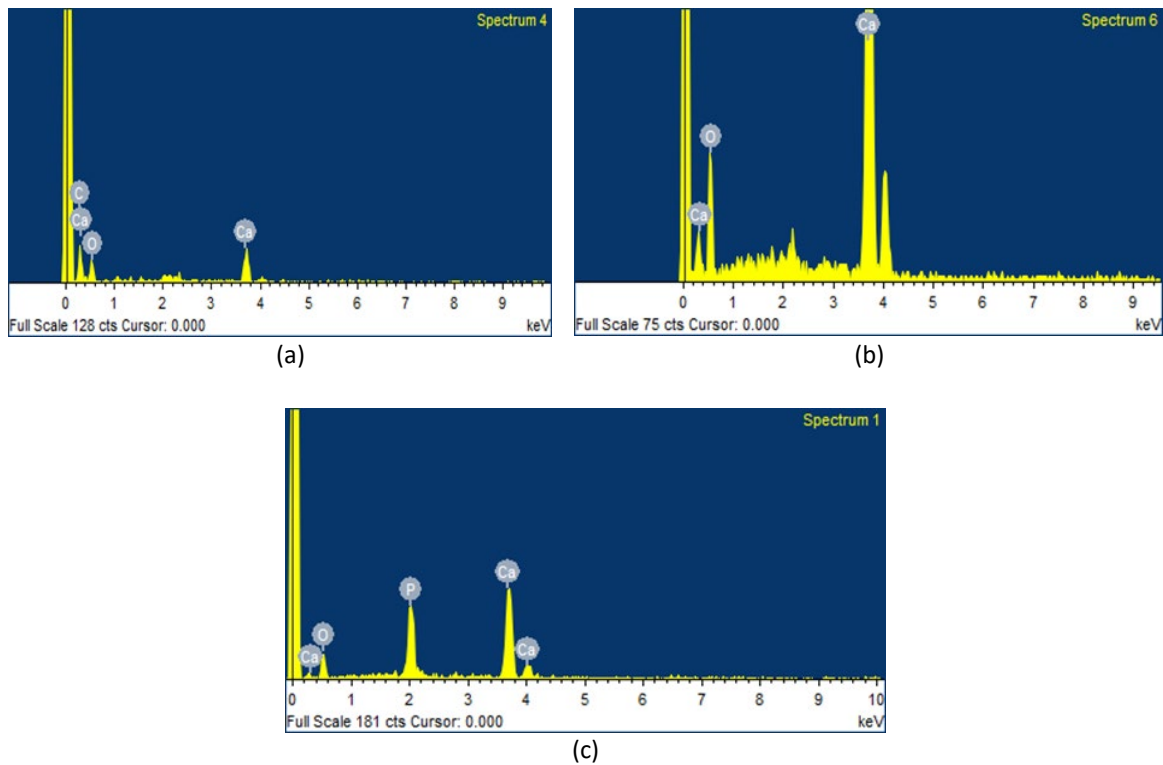 Spectrum 4
C
Ca
O
Ca
0 1 2 3 4 5 6 7 8 9
Full Scale 128 cts Cursor: 0.000 keV
(a)
Spectrum 6
Ca
O
Ca
0 1 2 3 4 5 6 7 8 9
Full Scale 75 cts Cursor: 0.000 keV
(b)
Spectrum 1
Ca
P
O
Ca
Ca
0 1 2 3 4 5 6 7 8 9 10
Full Scale 181 cts Cursor: 0.000 keV
(c)